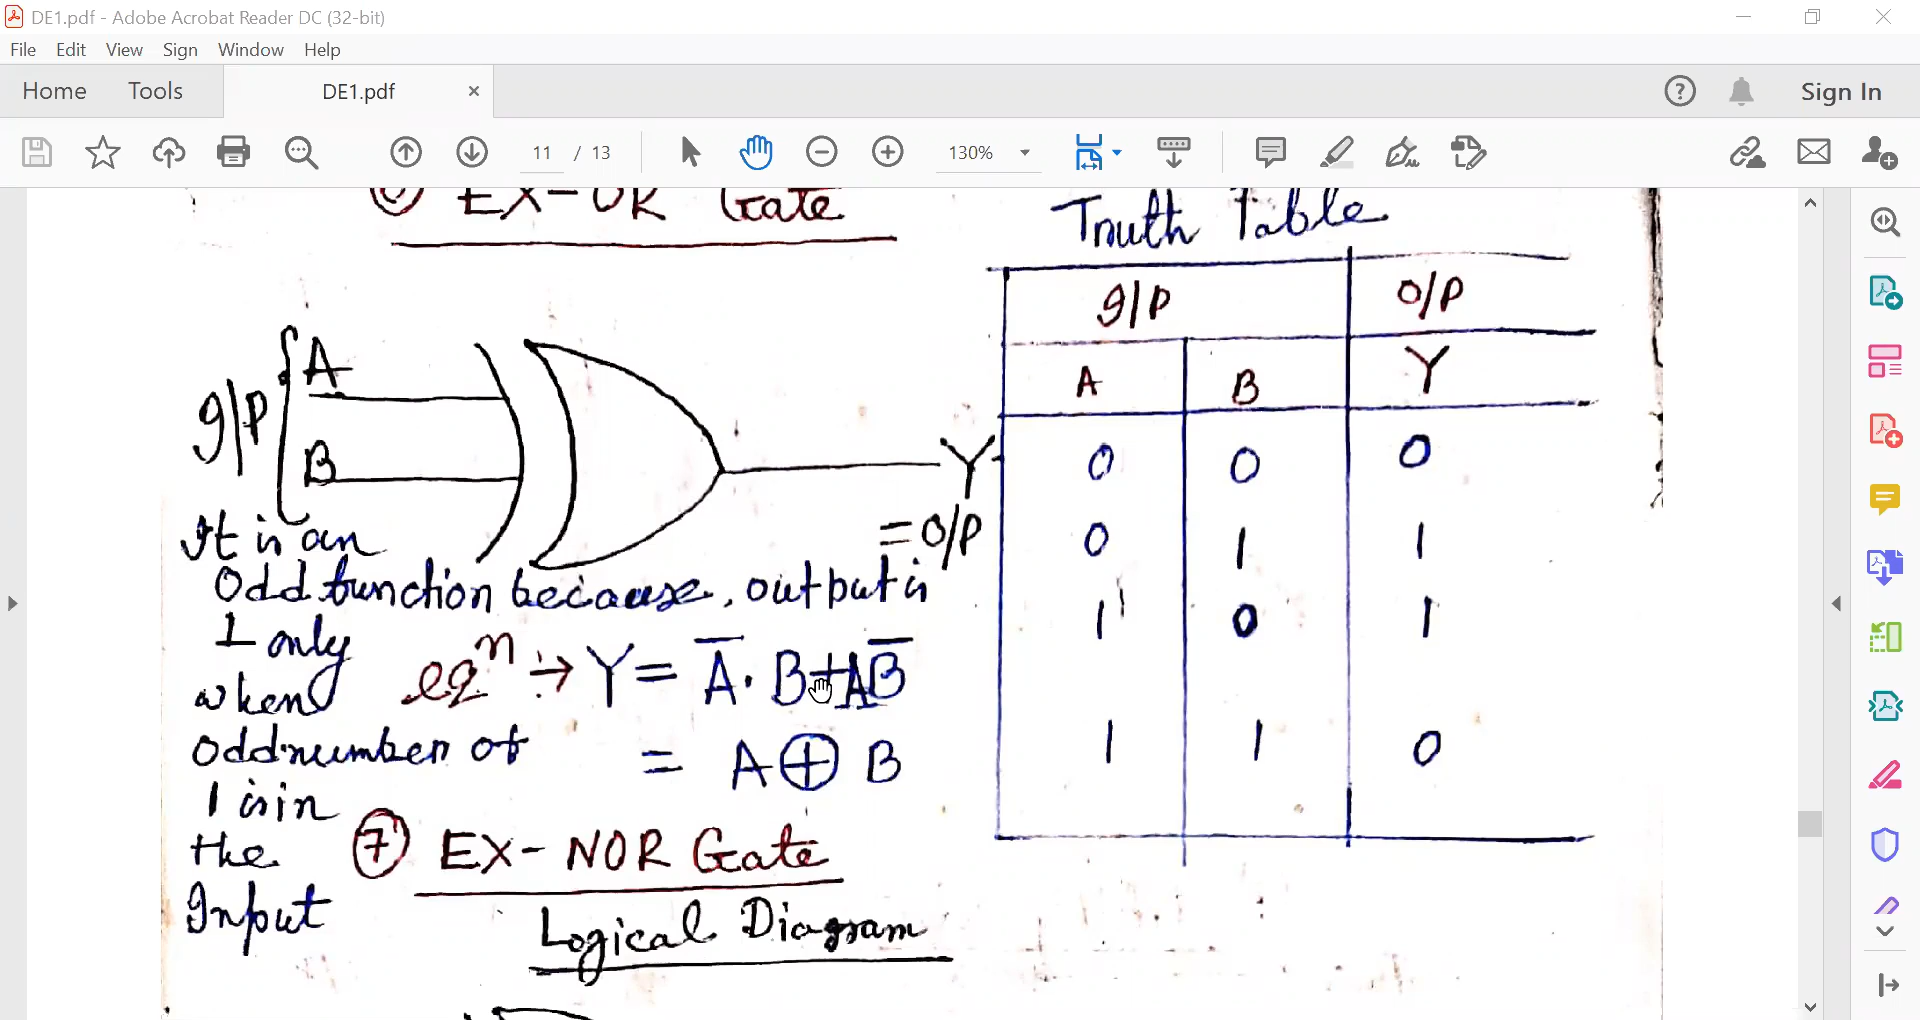 DE1.pdf - Adobe Acrobat Reader DC (32-bit)
File Edit View Sign Window Help
Home Tools DE1.pdf × Sign In
11 / 13 130%
⑥ EX-OR Gate
Truth Table
I/P O/P
A B Y
0 0 0
0 1 1
1 0 1
1 1 0
I/P { A
B
Y
= O/P
It is an
Odd function because, output is
1 only
when
odd number of
1 is in
the
Input
eqⁿ :→ Y = A̅. B + AB̅
= A ⊕ B
⑦ EX-NOR Gate
Logical Diagram